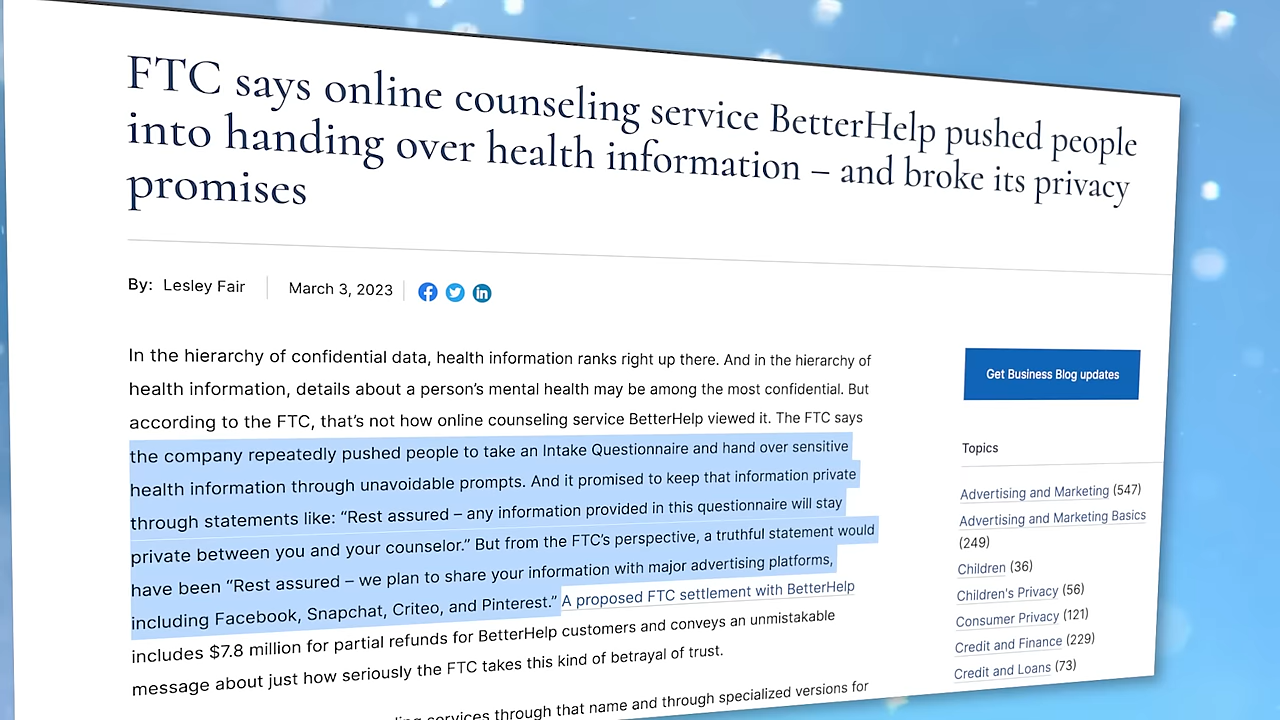 FTC says online counseling service BetterHelp pushed people
into handing over health information – and broke its privacy
promises
By: Lesley Fair
March 3, 2023
In the hierarchy of confidential data, health information ranks right up there. And in the hierarchy of
health information, details about a person’s mental health may be among the most confidential. But
according to the FTC, that’s not how online counseling service BetterHelp viewed it. The FTC says
the company repeatedly pushed people to take an Intake Questionnaire and hand over sensitive
health information through unavoidable prompts. And it promised to keep that information private
through statements like: “Rest assured – any information provided in this questionnaire will stay
private between you and your counselor.” But from the FTC’s perspective, a truthful statement would
have been “Rest assured – we plan to share your information with major advertising platforms,
including Facebook, Snapchat, Criteo, and Pinterest.” A proposed FTC settlement with BetterHelp
includes $7.8 million for partial refunds for BetterHelp customers and conveys an unmistakable
message about just how seriously the FTC takes this kind of betrayal of trust.
services through that name and through specialized versions for
Get Business Blog updates
Topics
Advertising and Marketing (547)
Advertising and Marketing Basics
(249)
Children (36)
Children's Privacy (56)
Consumer Privacy (121)
Credit and Finance (229)
Credit and Loans (73)